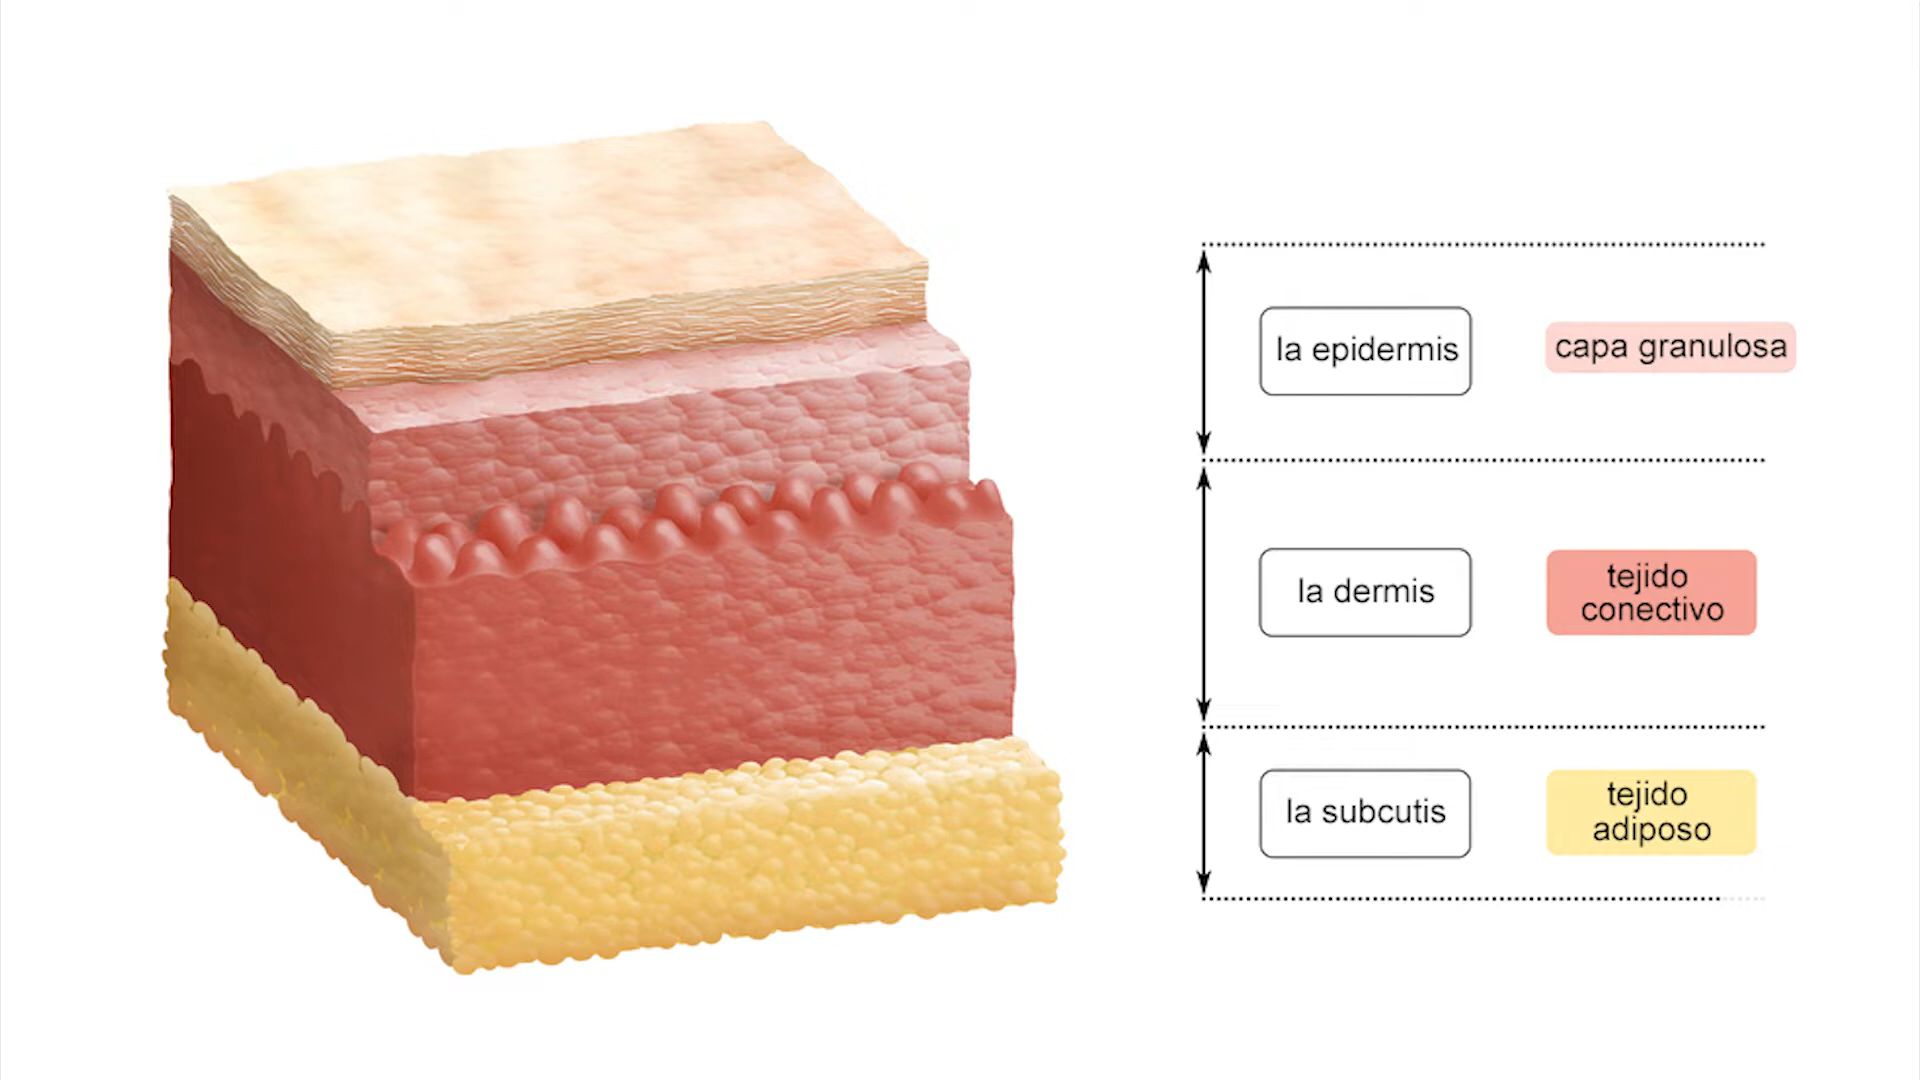 la epidermis
capa granulosa
la dermis
tejido
conectivo
la subcutis
tejido
adiposo